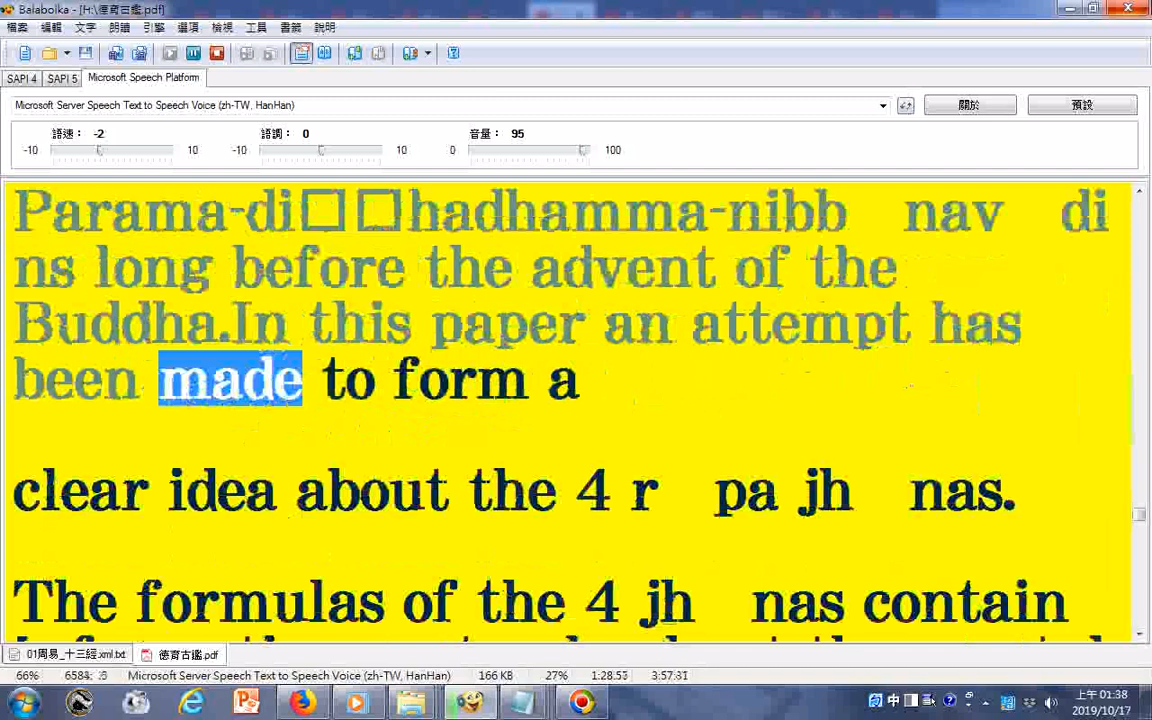 Balabolka - [H:\德育古鑑.pdf]
檔案 編輯 文字 朗讀 引擎 選項 檢視 工具 書籤 說明
SAPI 4 SAPI 5 Microsoft Speech Platform
Microsoft Server Speech Text to Speech Voice (zh-TW, HanHan) 關於 預設
語速： -2 語調： 0 音量： 95
-10 10 -10 10 0 100
Parama-di□□hadhamma-nibb nav di
ns long before the advent of the
Buddha.In this paper an attempt has
been made to form a
clear idea about the 4 r pa jh nas.
The formulas of the 4 jh nas contain
01周易_十三經.xml.txt 德育古鑑.pdf
66% Microsoft Server Speech Text to Speech Voice (zh-TW, HanHan) 166 KB 27% 3:57:31
中 上午 01:38
2019/10/17